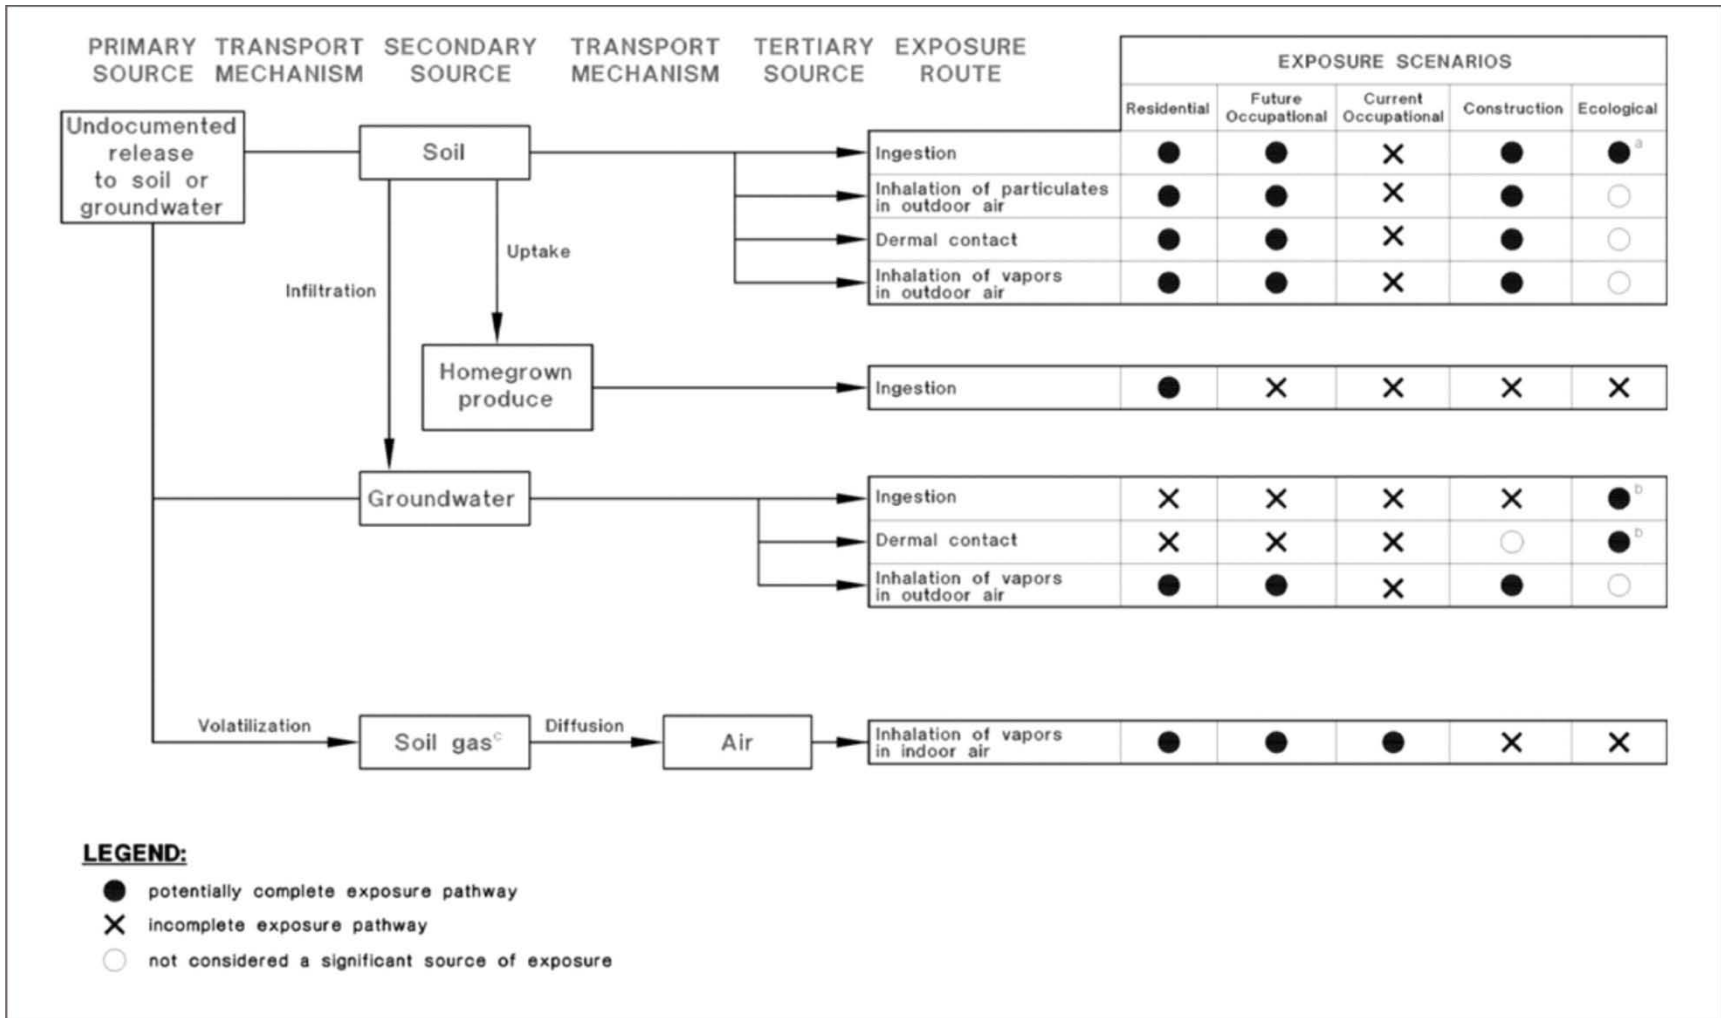 PRIMARY SOURCE
TRANSPORT MECHANISM
SECONDARY SOURCE
TRANSPORT MECHANISM
TERTIARY SOURCE
EXPOSURE ROUTE
EXPOSURE SCENARIOS
Residential
Future Occupational
Current Occupational
Construction
Ecological
Undocumented
release
to soil or
groundwater
Soil
Ingestion
a
Inhalation of particulates
in outdoor air
Dermal contact
Inhalation of vapors
in outdoor air
Uptake
Infiltration
Homegrown
produce
Ingestion
Groundwater
Ingestion
b
Dermal contact
b
Inhalation of vapors
in outdoor air
Volatilization
Soil gas c
Diffusion
Air
Inhalation of vapors
in indoor air
LEGEND:
potentially complete exposure pathway
incomplete exposure pathway
not considered a significant source of exposure